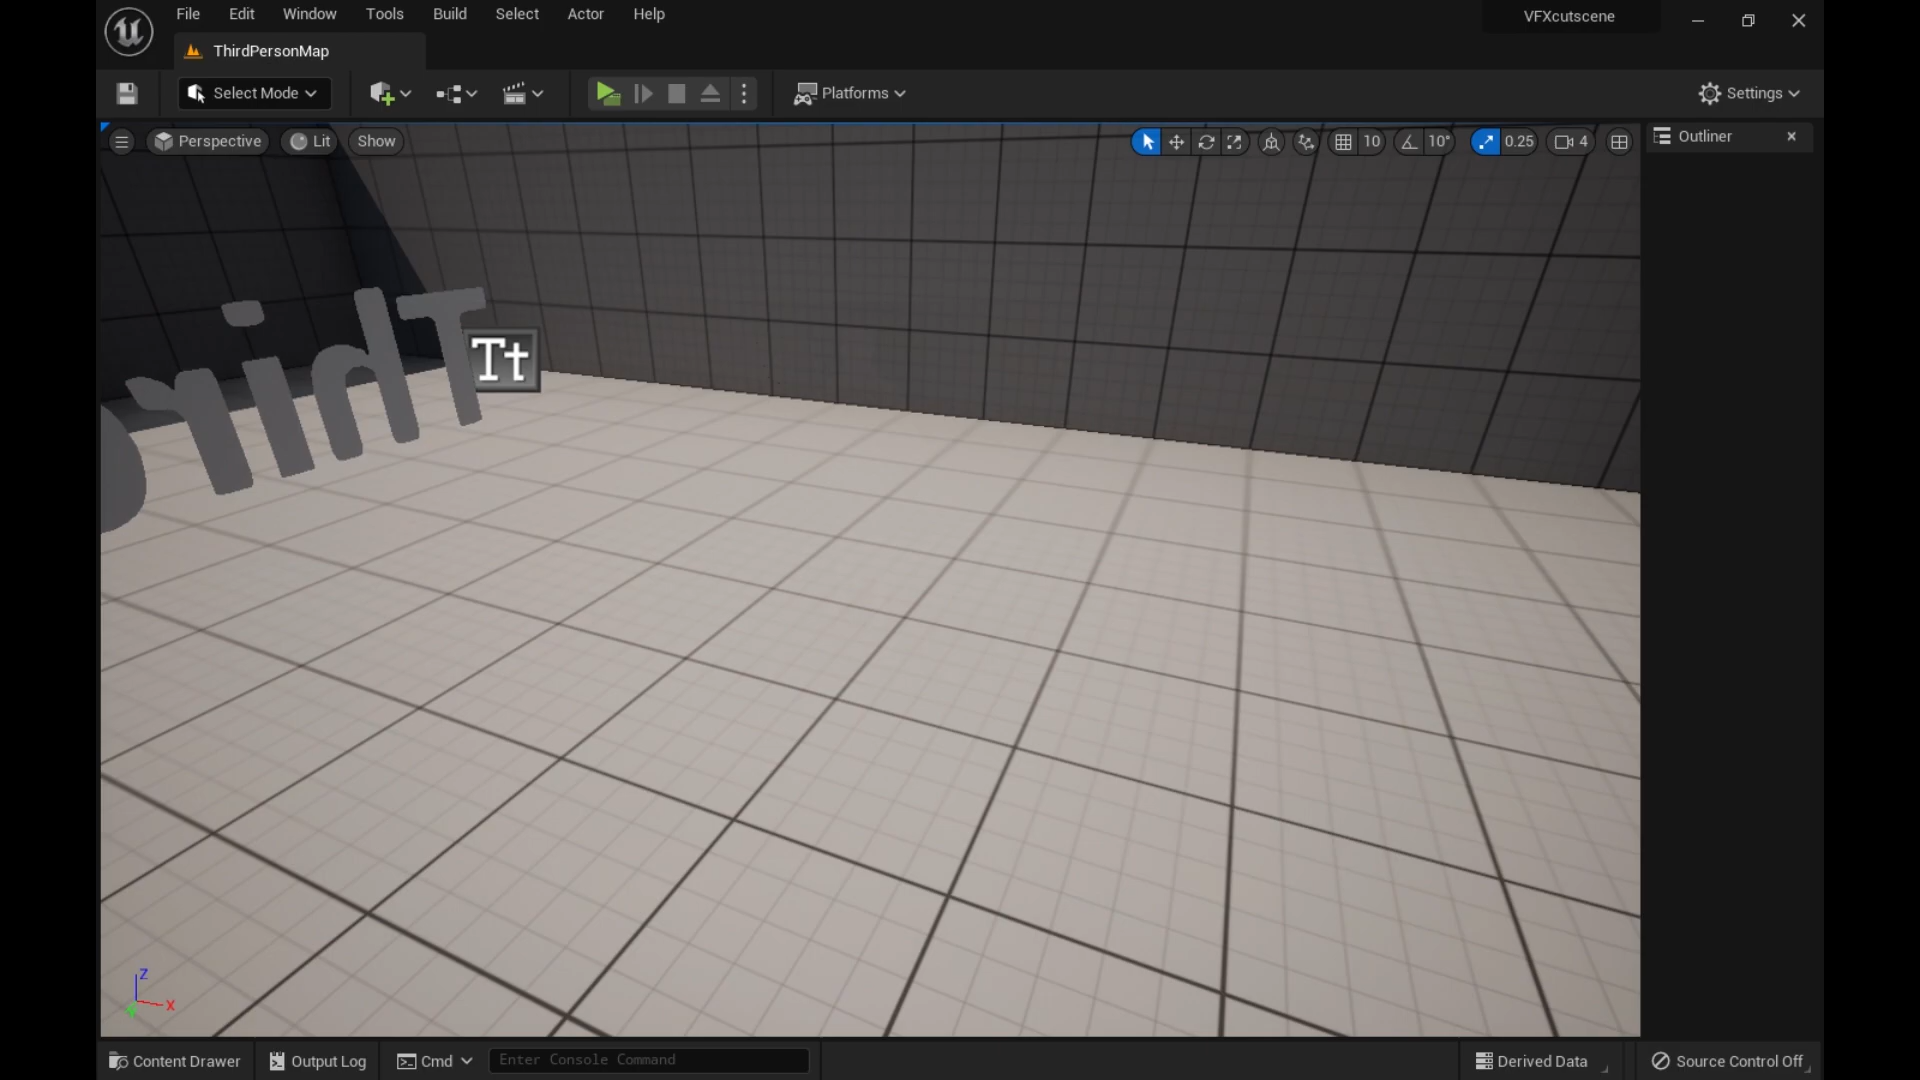 File Edit Window Tools Build Select Actor Help
VFXcutscene
ThirdPersonMap
Select Mode
Platforms
Settings
Perspective Lit Show
10 10° 0.25 4
Outliner
Third
Tt
Z
X
Y
Content Drawer Output Log Cmd Enter Console Command
Derived Data Source Control Off